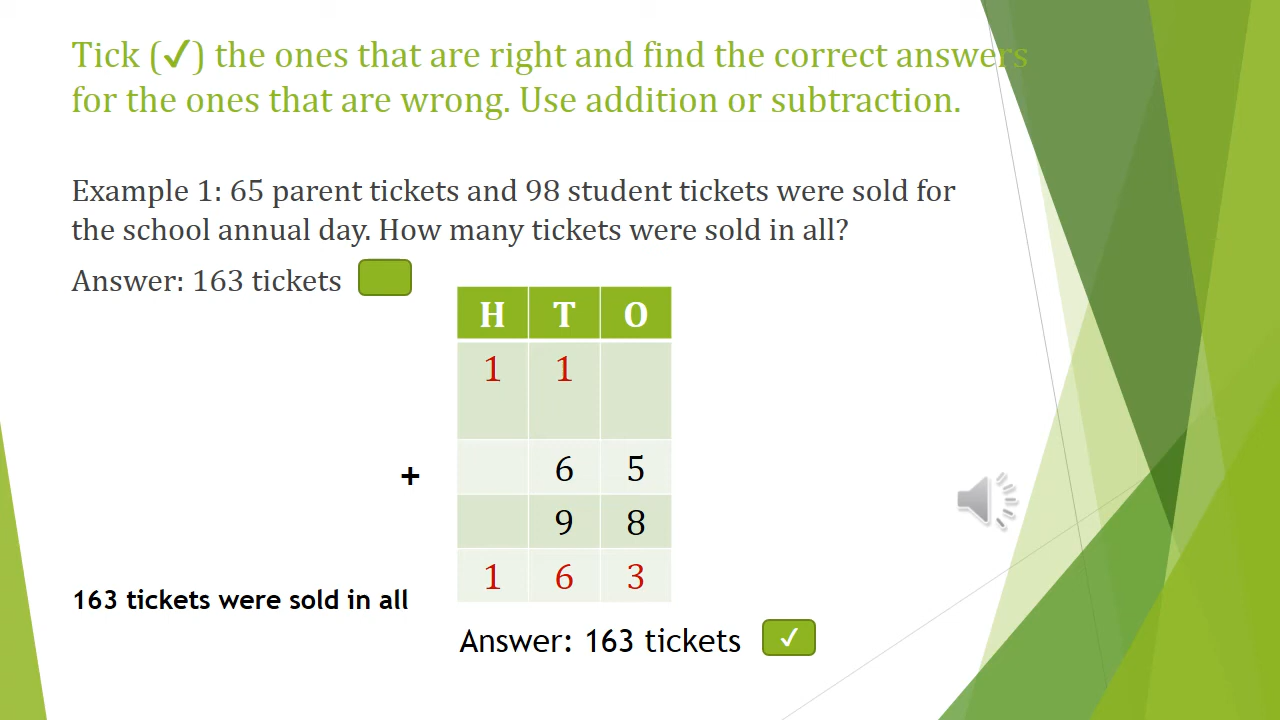 Tick (✓) the ones that are right and find the correct answers
for the ones that are wrong. Use addition or subtraction.
Example 1: 65 parent tickets and 98 student tickets were sold for
the school annual day. How many tickets were sold in all?
Answer: 163 tickets
H T O
1 1
+ 6 5
9 8
1 6 3
163 tickets were sold in all
Answer: 163 tickets ✓